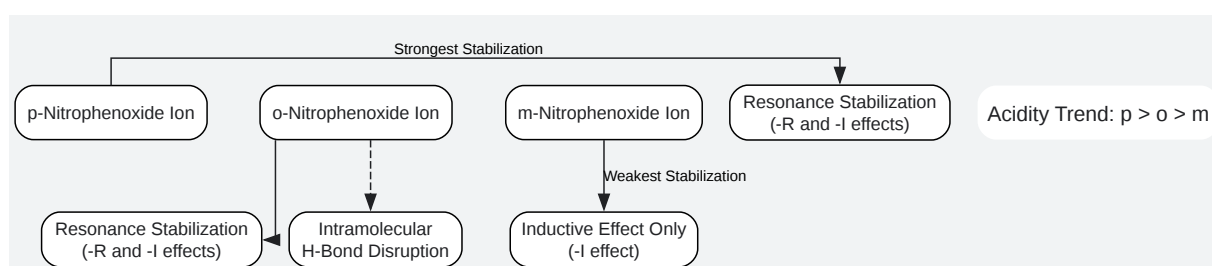 Strongest Stabilization
p-Nitrophenoxide Ion
o-Nitrophenoxide Ion
m-Nitrophenoxide Ion
Resonance Stabilization
(-R and -I effects)
Acidity Trend: p > o > m
Weakest Stabilization
Resonance Stabilization
(-R and -I effects)
Intramolecular
H-Bond Disruption
Inductive Effect Only
(-I effect)